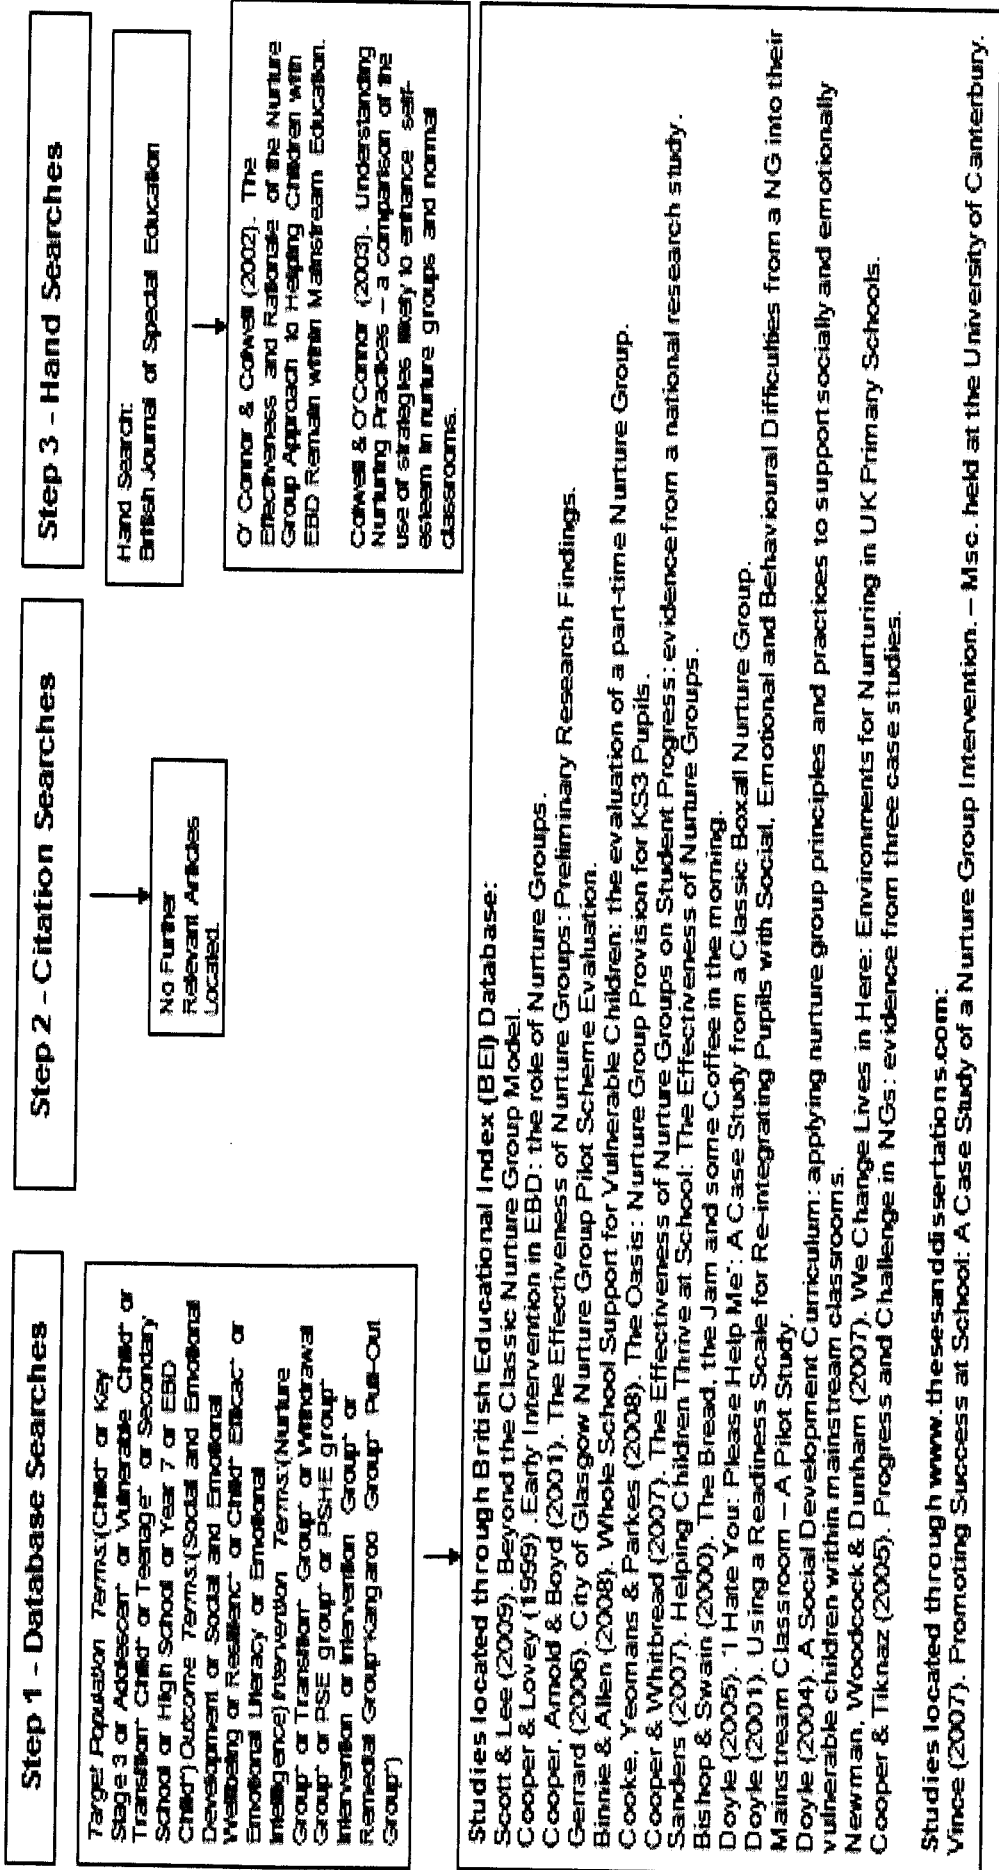 Step 1 - Database Searches
Target Population Terms:(Child* or Key
Stage 3 or Adolescent* or Vulnerable Child* or
Transition* Child* or Teenage* or Secondary
School or High School or Year 7 or EBD
Child*) Outcome Terms:(Social and Emotional
Development or Social and Emotional
Wellbeing or Resilienc* or Child* Efficac* or
Emotional Literacy or Emotional
Intelligence) Intervention Terms:(Nurture
Group* or Transition* Group* or Withdrawal
Group* or PSE group* or PSHE group*
Intervention or Intervention Group* or
Remedial Group*Kangaroo Group* Pull-Out
Group*)
Step 2 - Citation Searches
No Further
Relevant Articles
Located.
Step 3 - Hand Searches
Hand Search:
British Journal of Special Education
O' Connor & Colwell (2002). The
Effectiveness and Rationale of the Nurture
Group Approach to Helping Children with
EBD Remain within Mainstream Education.
Colwell & O'Connor (2003). Understanding
Nurturing Practices – a comparison of the
use of strategies likely to enhance self-
esteem in nurture groups and normal
classrooms.
Studies located through British Educational Index (BEI) Database:
Scott & Lee (2009). Beyond the Classic Nurture Group Model.
Cooper & Lovey (1999). Early Intervention in EBD: the role of Nurture Groups.
Cooper, Arnold & Boyd (2001). The Effectiveness of Nurture Groups: Preliminary Research Findings.
Gerrard (2006). City of Glasgow Nurture Group Pilot Scheme Evaluation.
Binnie & Allen (2008). Whole School Support for Vulnerable Children: the evaluation of a part-time Nurture Group.
Cooke, Yeomans & Parkes (2008). The Oasis: Nurture Group Provision for KS3 Pupils.
Cooper & Whitbread (2007). The Effectiveness of Nurture Groups on Student Progress: evidence from a national research study.
Sanders (2007). Helping Children Thrive at School: The Effectiveness of Nurture Groups.
Bishop & Swain (2000). The Bread, the Jam and some Coffee in the morning.
Doyle (2005). 'I Hate You: Please Help Me': A Case Study from a Classic Boxall Nurture Group.
Doyle (2001). Using a Readiness Scale for Re-integrating Pupils with Social, Emotional and Behavioural Difficulties from a NG into their
Mainstream Classroom – A Pilot Study.
Doyle (2004). A Social Development Curriculum: applying nurture group principles and practices to support socially and emotionally
vulnerable children within mainstream classrooms.
Newman, Woodcock & Dunham (2007). We Change Lives in Here: Environments for Nurturing in UK Primary Schools.
Cooper & Tiknaz (2005). Progress and Challenge in NGs: evidence from three case studies.
Studies located through www.thesesanddissertations.com:
Vince (2007). Promoting Success at School: A Case Study of a Nurture Group Intervention. – Msc. held at the University of Canterbury.